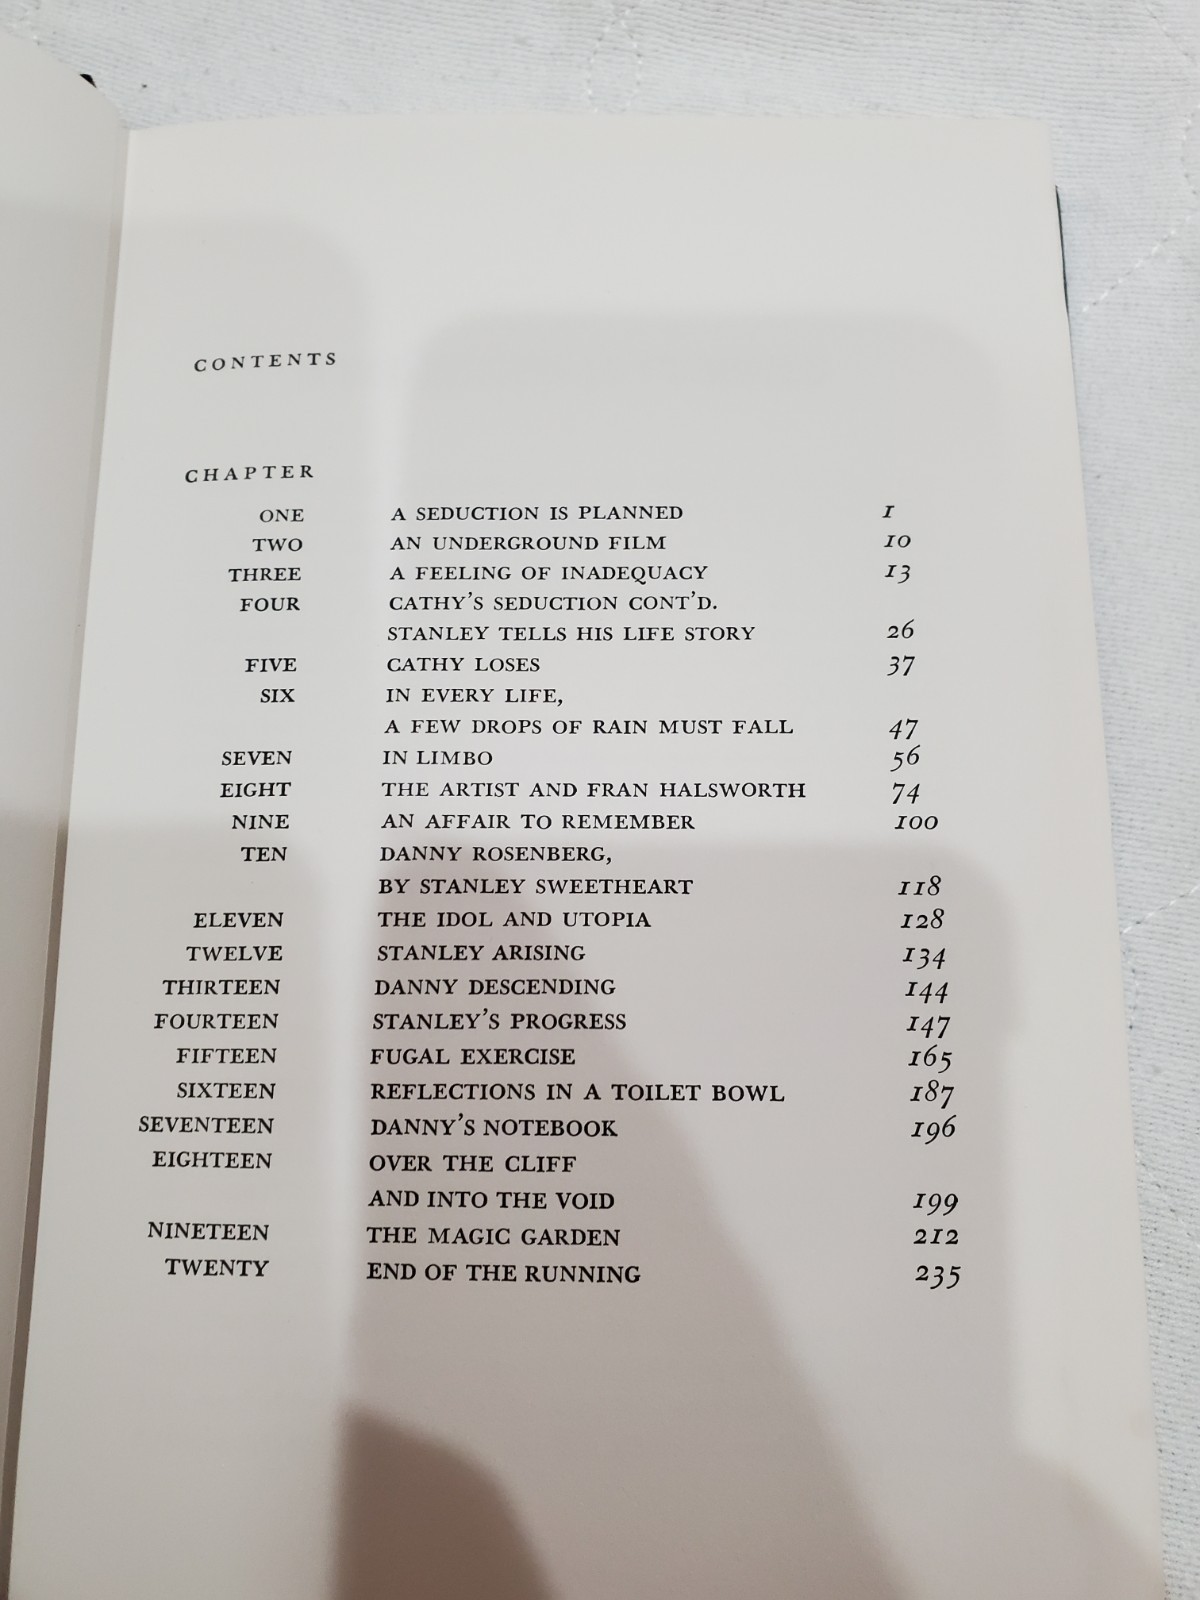 CONTENTS
CHAPTER
ONE A SEDUCTION IS PLANNED 1
TWO AN UNDERGROUND FILM 10
THREE A FEELING OF INADEQUACY 13
FOUR CATHY'S SEDUCTION CONT'D.
STANLEY TELLS HIS LIFE STORY 26
FIVE CATHY LOSES 37
SIX IN EVERY LIFE,
A FEW DROPS OF RAIN MUST FALL 47
SEVEN IN LIMBO 56
EIGHT THE ARTIST AND FRAN HALSWORTH 74
NINE AN AFFAIR TO REMEMBER 100
TEN DANNY ROSENBERG,
BY STANLEY SWEETHEART 118
ELEVEN THE IDOL AND UTOPIA 128
TWELVE STANLEY ARISING 134
THIRTEEN DANNY DESCENDING 144
FOURTEEN STANLEY'S PROGRESS 147
FIFTEEN FUGAL EXERCISE 165
SIXTEEN REFLECTIONS IN A TOILET BOWL 187
SEVENTEEN DANNY'S NOTEBOOK 196
EIGHTEEN OVER THE CLIFF
AND INTO THE VOID 199
NINETEEN THE MAGIC GARDEN 212
TWENTY END OF THE RUNNING 235